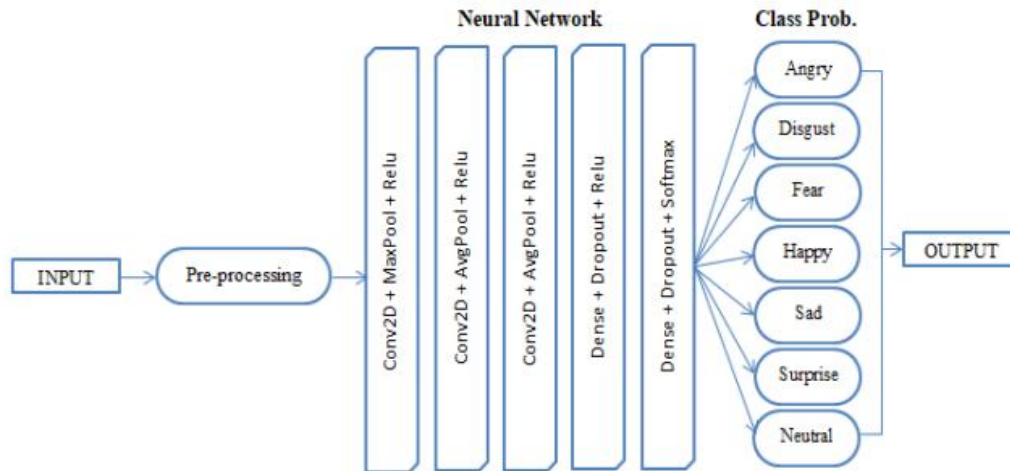 Neural Network
Class Prob.
INPUT
Pre-processing
Conv2D + MaxPool + Relu
Conv2D + AvgPool + Relu
Conv2D + AvgPool + Relu
Dense + Dropout + Relu
Dense + Dropout + Softmax
Angry
Disgust
Fear
Happy
Sad
Surprise
Neutral
OUTPUT